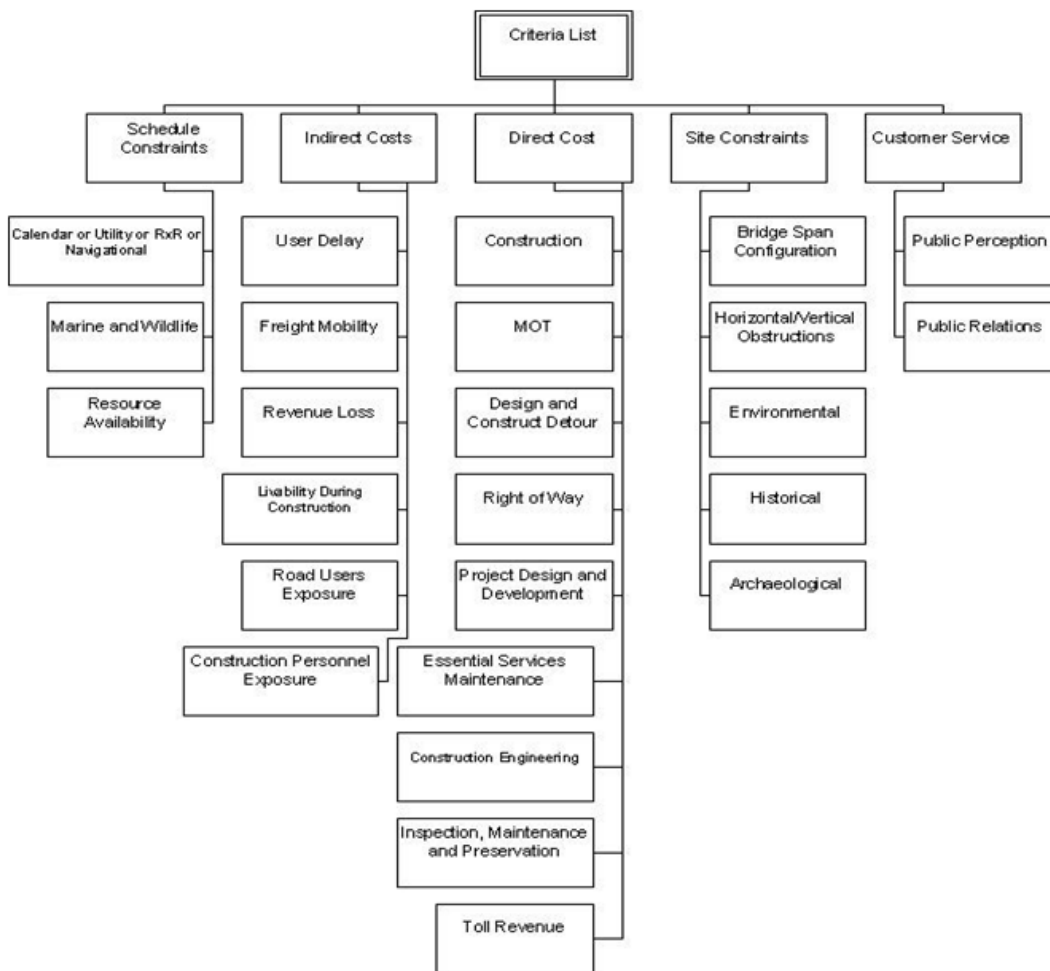 Criteria List
Schedule
Constraints
Indirect Costs
Direct Cost
Site Constraints
Customer Service
Calendar or Utility or RxR or
Navigational
Marine and Wildlife
Resource
Availability
User Delay
Freight Mobility
Revenue Loss
Livability During
Construction
Road Users
Exposure
Construction Personnel
Exposure
Construction
MOT
Design and
Construct Detour
Right of Way
Project Design and
Development
Essential Services
Maintenance
Construction Engineering
Inspection, Maintenance
and Preservation
Toll Revenue
Bridge Span
Configuration
Horizontal/Vertical
Obstructions
Environmental
Historical
Archaeological
Public Perception
Public Relations